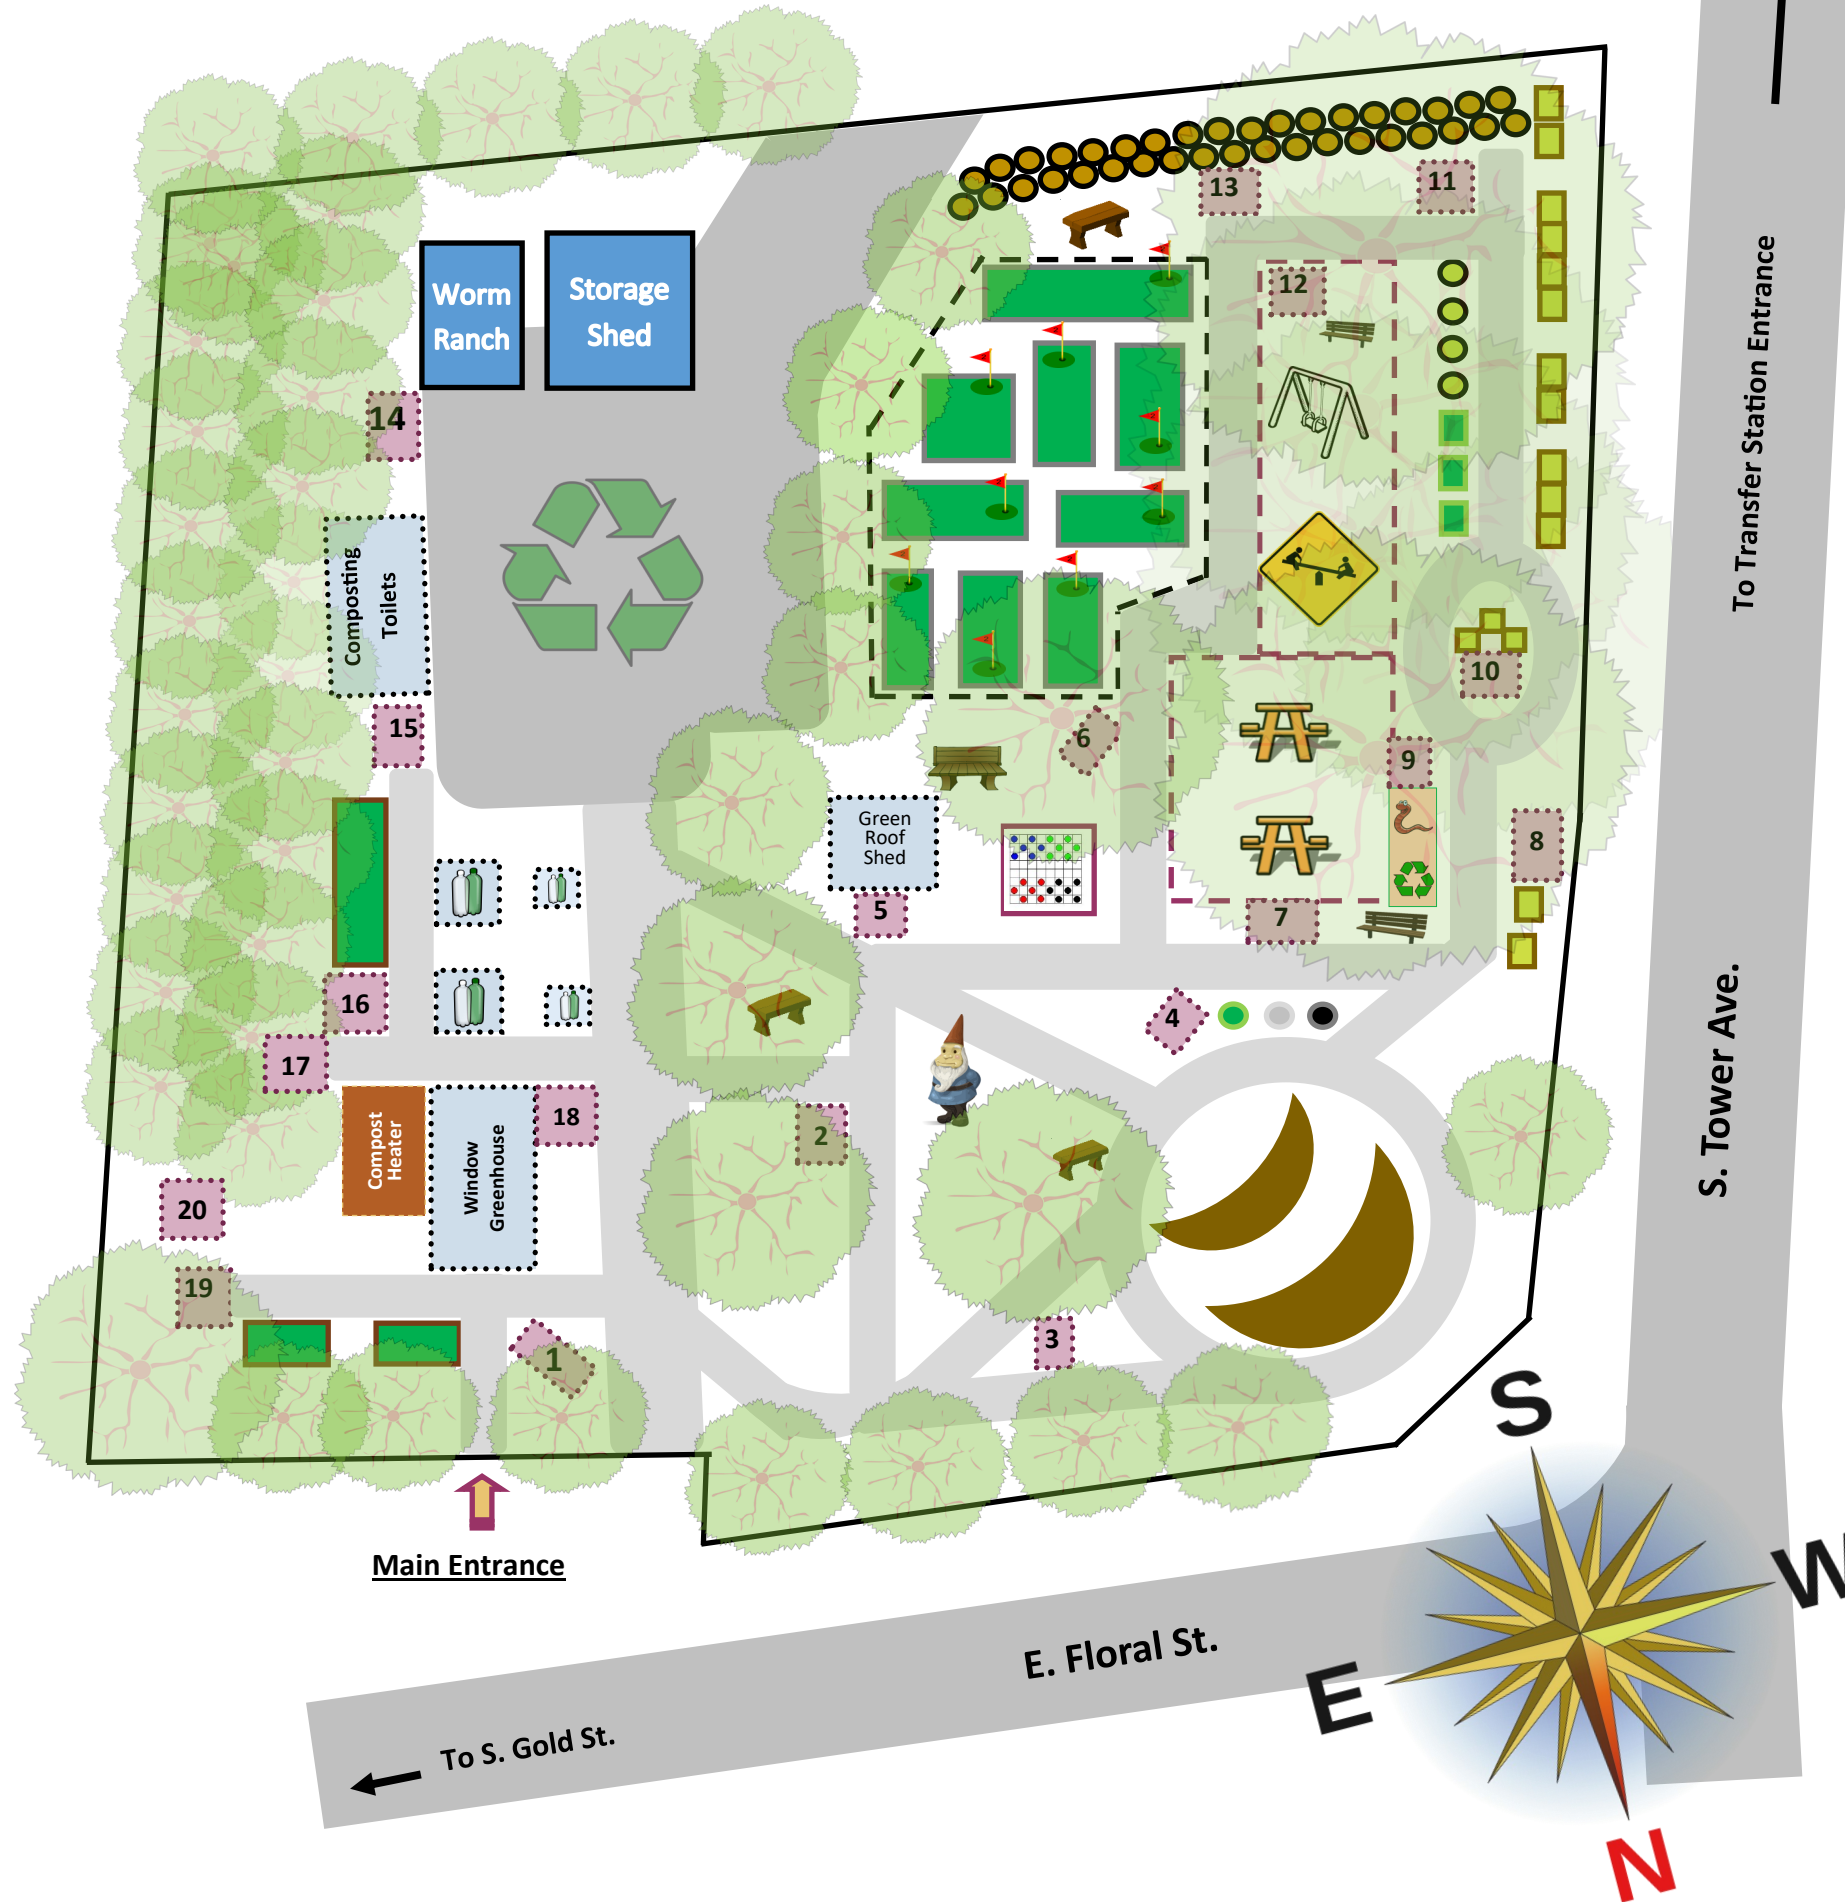 Worm
Ranch
Storage
Shed
13
11
12
To Transfer Station Entrance
14
Composting
Toilets
15
10
6
9
Green
Roof
Shed
8
5
7
16
4
17
18
2
Compost
Heater
Window
Greenhouse
S. Tower Ave.
20
19
1
3
Main Entrance
S
W
E
N
E. Floral St.
To S. Gold St.